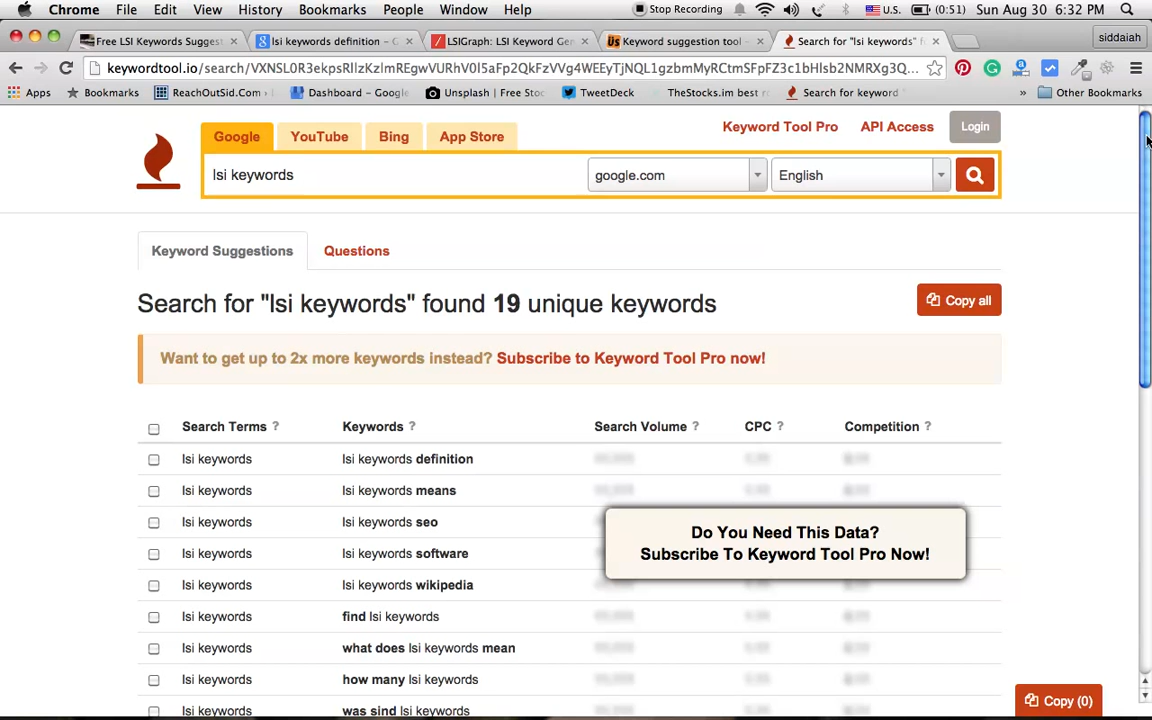 Chrome File Edit View History Bookmarks People Window Help Stop Recording U.S. (0:51) Sun Aug 30 6:32 PM
Free LSI Keywords Suggest lsi keywords definition - G LSIGraph: LSI Keyword Gen Keyword suggestion tool - Search for "lsi keywords" f siddaiah
Apps Bookmarks ReachOutSid.Com Dashboard - Google Unsplash | Free Stoc TweetDeck TheStocks.im best ro Search for keyword » Other Bookmarks
Google YouTube Bing App Store Keyword Tool Pro API Access Login
lsi keywords google.com English
Keyword Suggestions Questions
Search for "lsi keywords" found 19 unique keywords Copy all
Want to get up to 2x more keywords instead? Subscribe to Keyword Tool Pro now!
Search Terms ? Keywords ? Search Volume ? CPC ? Competition ?
lsi keywords lsi keywords definition
lsi keywords lsi keywords means
lsi keywords lsi keywords seo
Do You Need This Data?
lsi keywords lsi keywords software Subscribe To Keyword Tool Pro Now!
lsi keywords lsi keywords wikipedia
lsi keywords find lsi keywords
lsi keywords what does lsi keywords mean
lsi keywords how many lsi keywords
lsi keywords was sind lsi keywords
Copy (0)